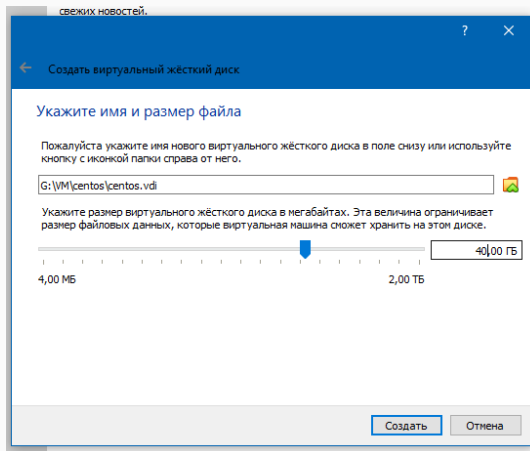 свежих новостей.
?
Создать виртуальный жёсткий диск
Укажите имя и размер файла
Пожалуйста укажите имя нового виртуального жёсткого диска в поле снизу или используйте
кнопку с иконкой папки справа от него.
G:\VM\centos\centos.vdi
Укажите размер виртуального жёсткого диска в мегабайтах. Эта величина ограничивает
размер файловых данных, которые виртуальная машина сможет хранить на этом диске.
40,00 ГБ
4,00 МБ 2,00 ТБ
Создать Отмена